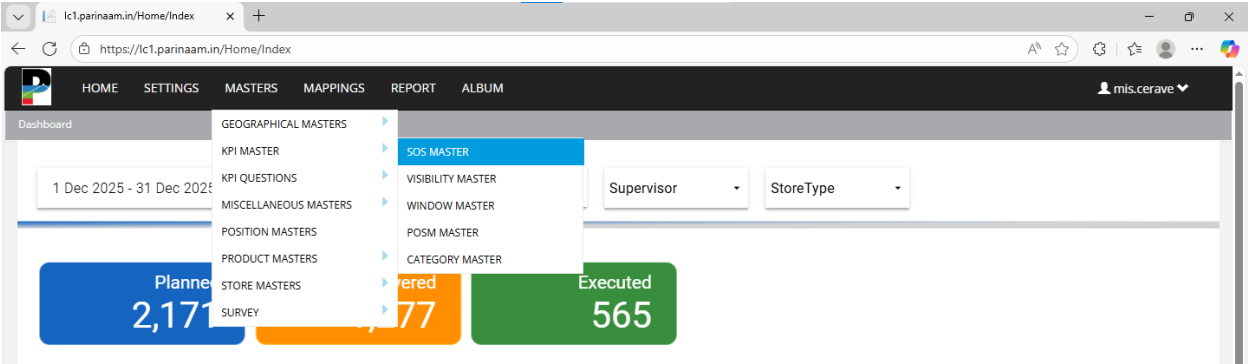 lc1.parinaam.in/Home/Index
https://lc1.parinaam.in/Home/Index
HOME SETTINGS MASTERS MAPPINGS REPORT ALBUM mis.cerave
Dashboard
GEOGRAPHICAL MASTERS
KPI MASTER
KPI QUESTIONS
MISCELLANEOUS MASTERS
POSITION MASTERS
PRODUCT MASTERS
STORE MASTERS
SURVEY
SOS MASTER
VISIBILITY MASTER
WINDOW MASTER
POSM MASTER
CATEGORY MASTER
1 Dec 2025 - 31 Dec 2025
Supervisor
StoreType
2,171
Executed
565